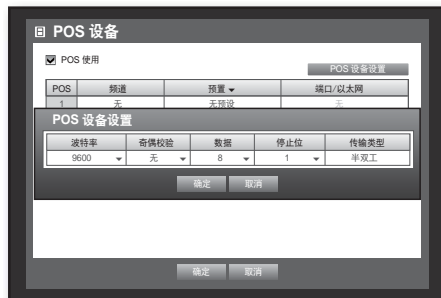 POS 设备
POS 使用
POS 设备设置
POS 频道 预置 端口/以太网
1 无 无预设 无
POS 设备设置
波特率 奇偶校验 数据 停止位 传输类型
9600 无 8 1 半双工
确定 取消
确定 取消